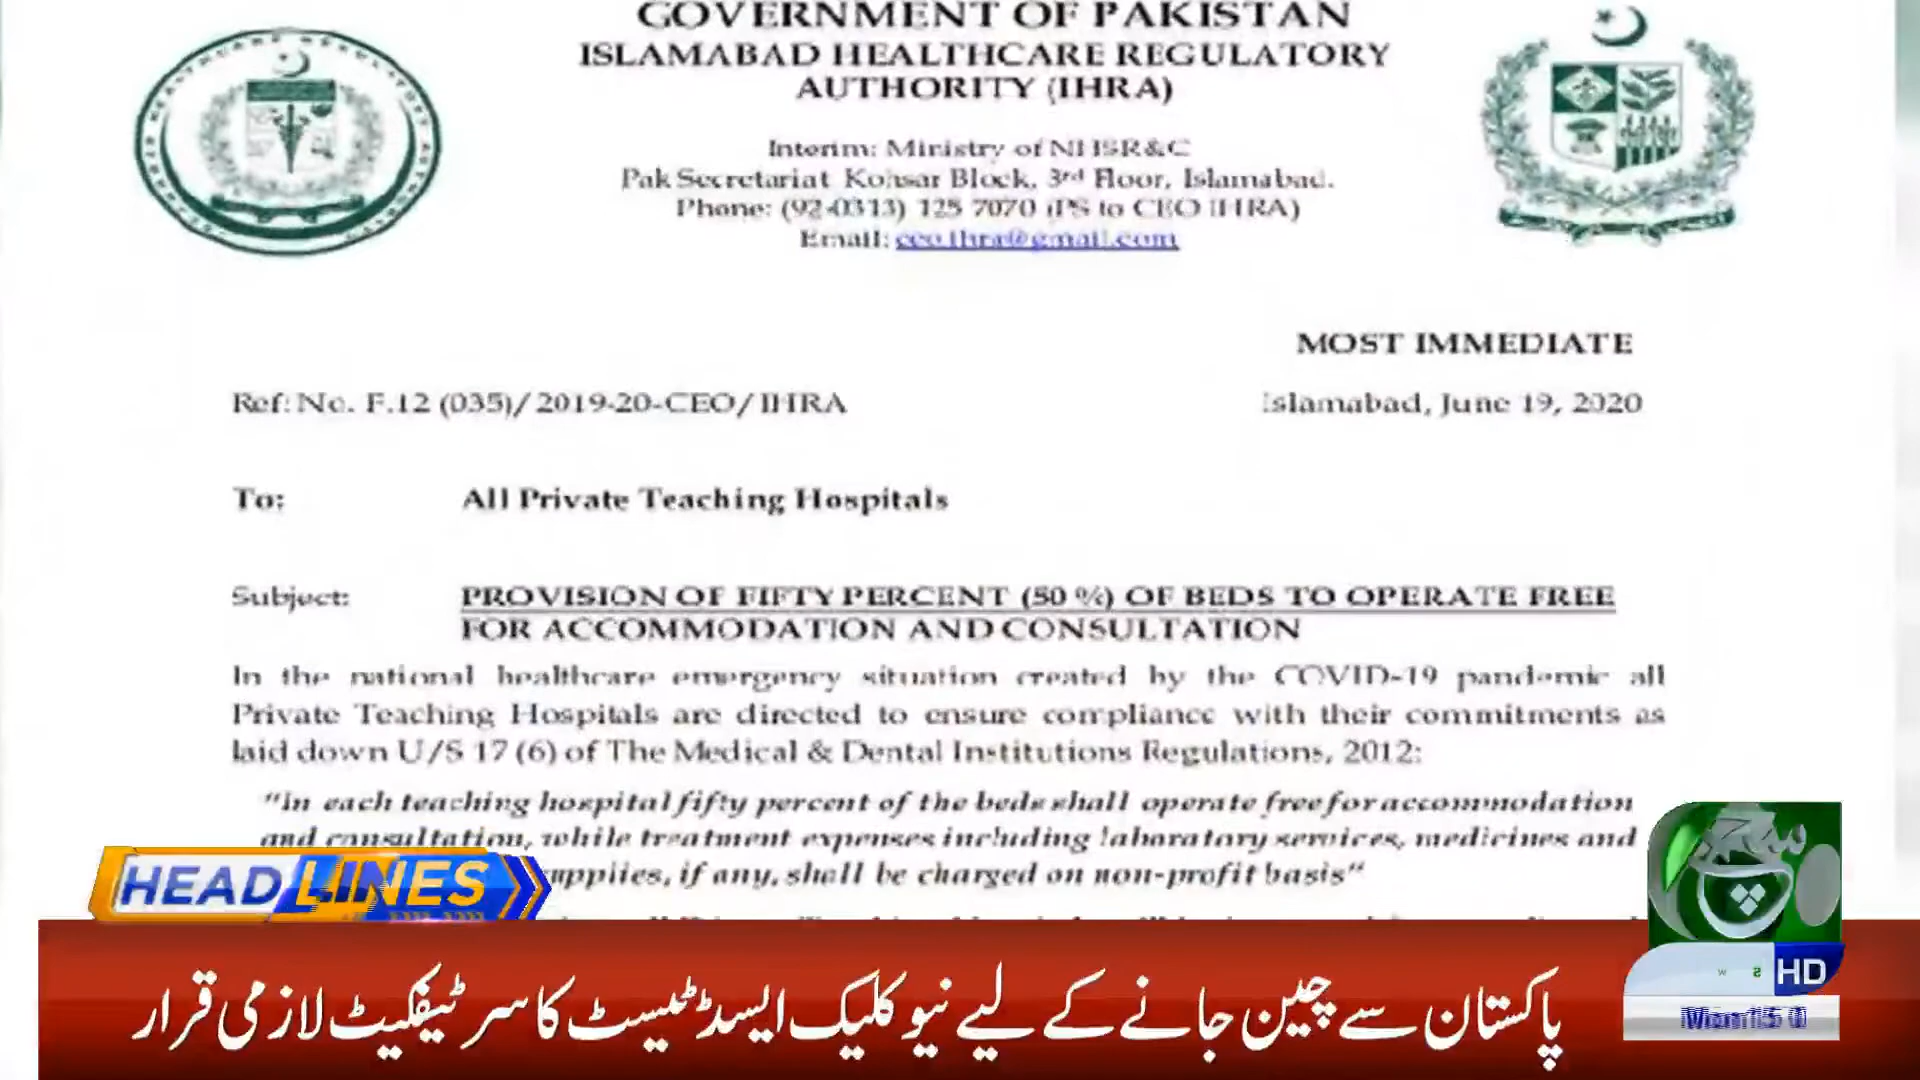 GOVERNMENT OF PAKISTAN
ISLAMABAD HEALTHCARE REGULATORY
AUTHORITY (IHRA)
Interim: Ministry of NHSR&C
Pak Secretariat Kohsar Block, 3rd Floor, Islamabad.
Phone: (92-0313) 125 7070 (PS to CEO IHRA)
Email: ceo.ihra@gmail.com
MOST IMMEDIATE
Ref: No. F.12 (035)/2019-20-CEO/IHRA
Islamabad, June 19, 2020
To: All Private Teaching Hospitals
Subject: PROVISION OF FIFTY PERCENT (50 %) OF BEDS TO OPERATE FREE
FOR ACCOMMODATION AND CONSULTATION
In the national healthcare emergency situation created by the COVID-19 pandemic all
Private Teaching Hospitals are directed to ensure compliance with their commitments as
laid down U/S 17 (6) of The Medical & Dental Institutions Regulations, 2012:
"In each teaching hospital fifty percent of the beds shall operate free for accommodation
and consultation, while treatment expenses including laboratory services, medicines and
supplies, if any, shall be charged on non-profit basis"
HEADLINES
سچ
HD
پاکستان سے چین جانے کے لیے نیوکلیک ایسڈ ٹیسٹ کا سرٹیفکیٹ لازمی قرار